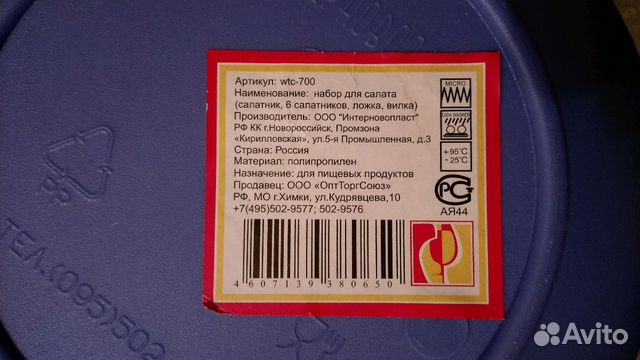 Артикул: wtc-700
Наименование: набор для салата
(салатник, 6 салатников, ложка, вилка)
Производитель: ООО "Интерновопласт"
РФ КК г.Новороссийск, Промзона
«Кирилловская», ул.5-я Промышленная, д.3
Страна: Россия
Материал: полипропилен
Назначение: для пищевых продуктов
Продавец: ООО «ОптТоргСоюз»
РФ, МО г.Химки, ул.Кудрявцева,10
+7(495)502-9577; 502-9576
4 607139 380650
MICRO
DISH WASHER
+95°C
-25°C
РСТ
АЯ44
PP
ТЕЛ.(095)502
Avito